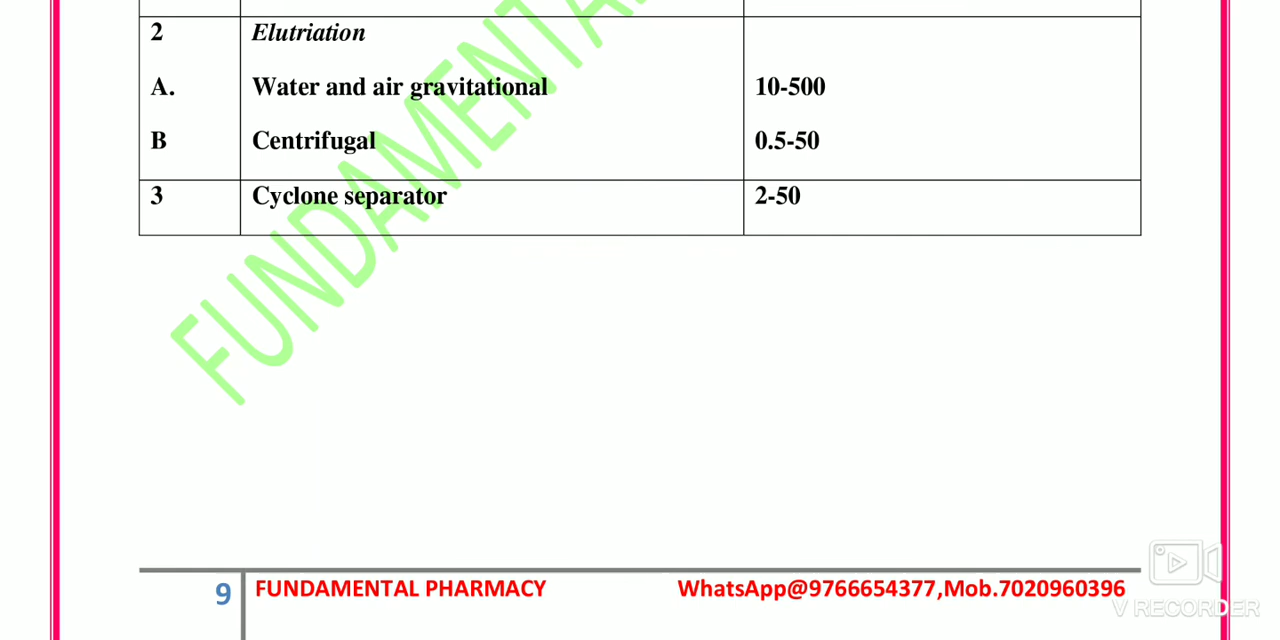 2 Elutriation
A. Water and air gravitational 10-500
B Centrifugal 0.5-50
3 Cyclone separator 2-50
FUNDAMENTAL
9 FUNDAMENTAL PHARMACY WhatsApp@9766654377,Mob.7020960396
V RECORDER